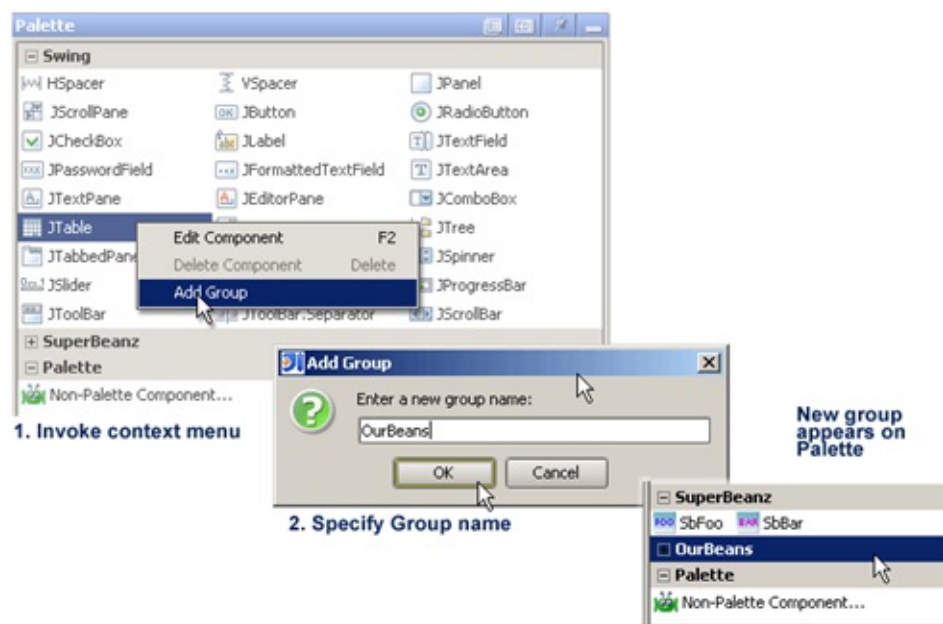 Palette
Swing
HSpacer VSpacer JPanel
JScrollPane OK JButton JRadioButton
JCheckBox JLabel JTextField
JPasswordField JFormattedTextField JTextArea
JTextPane JEditorPane JComboBox
JTable JTree
Edit Component F2
JTabbedPane JSpinner
Delete Component Delete
JSlider JProgressBar
Add Group
JToolBar JToolBar.Separator JScrollBar
SuperBeanz
Palette
Non-Palette Component...
1. Invoke context menu
Add Group
Enter a new group name:
OurBeans
OK Cancel
2. Specify Group name
New group
appears on
Palette
SuperBeanz
FOO SbFoo BAR SbBar
OurBeans
Palette
Non-Palette Component...